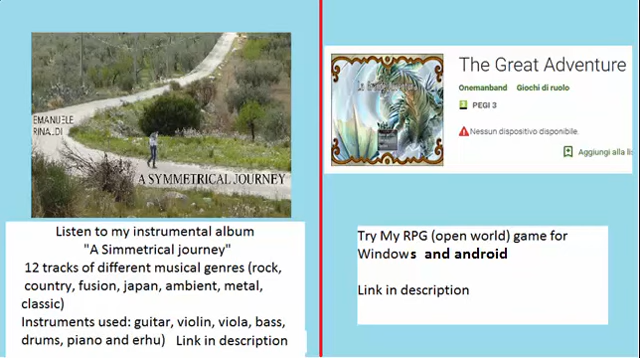 EMANUELE
RINALDI
A SYMMETRICAL JOURNEY
Listen to my instrumental album
"A Simmetrical journey"
12 tracks of different musical genres (rock,
country, fusion, japan, ambient, metal,
classic)
Instruments used: guitar, violin, viola, bass,
drums, piano and erhu) Link in description
The Great Adventure
Onemanband Giochi di ruolo
3 PEGI 3
Nessun dispositivo disponibile.
Aggiungi alla lis
Try My RPG (open world) game for
Windows and android
Link in description